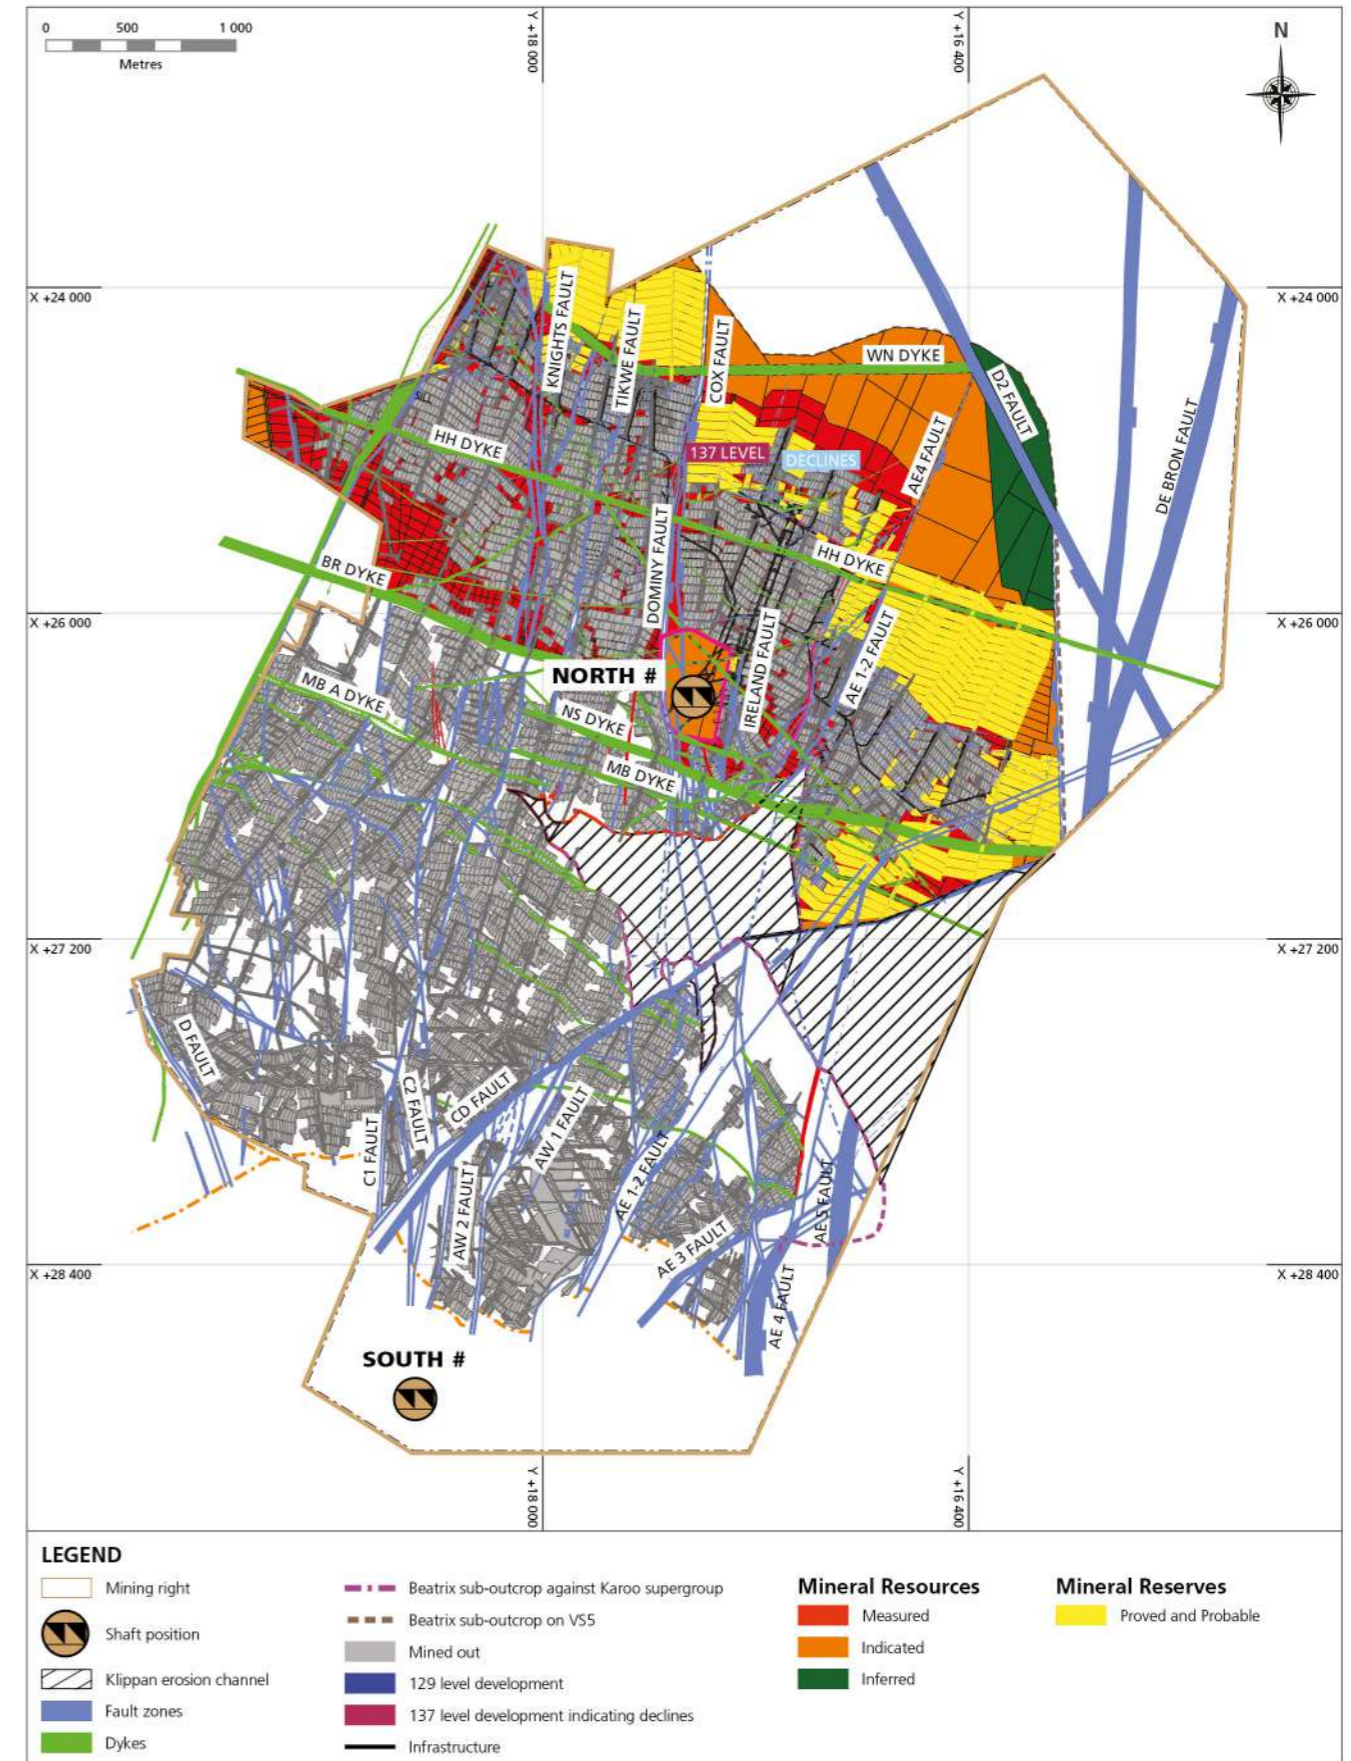 0 500 1 000
Metres
Y +18 000
Y +16 400
N
X +24 000
X +24 000
KNIGHTS FAULT
TIKWE FAULT
COX FAULT
WN DYKE
D2 FAULT
DE BRON FAULT
HH DYKE
137 LEVEL
DECLINES
AE4 FAULT
DOMINY FAULT
HH DYKE
BR DYKE
X +26 000
X +26 000
IRELAND FAULT
AE 1-2 FAULT
NORTH #
MB A DYKE
NS DYKE
MB DYKE
X +27 200
X +27 200
D FAULT
C1 FAULT
C2 FAULT
CD FAULT
AW 1 FAULT
AW 2 FAULT
AE 1-2 FAULT
AE 3 FAULT
AE 5 FAULT
AE 4 FAULT
X +28 400
X +28 400
SOUTH #
Y +18 000
Y +16 400
LEGEND
Mining right
Shaft position
Klippan erosion channel
Fault zones
Dykes
Beatrix sub-outcrop against Karoo supergroup
Beatrix sub-outcrop on VS5
Mined out
129 level development
137 level development indicating declines
Infrastructure
Mineral Resources
Measured
Indicated
Inferred
Mineral Reserves
Proved and Probable